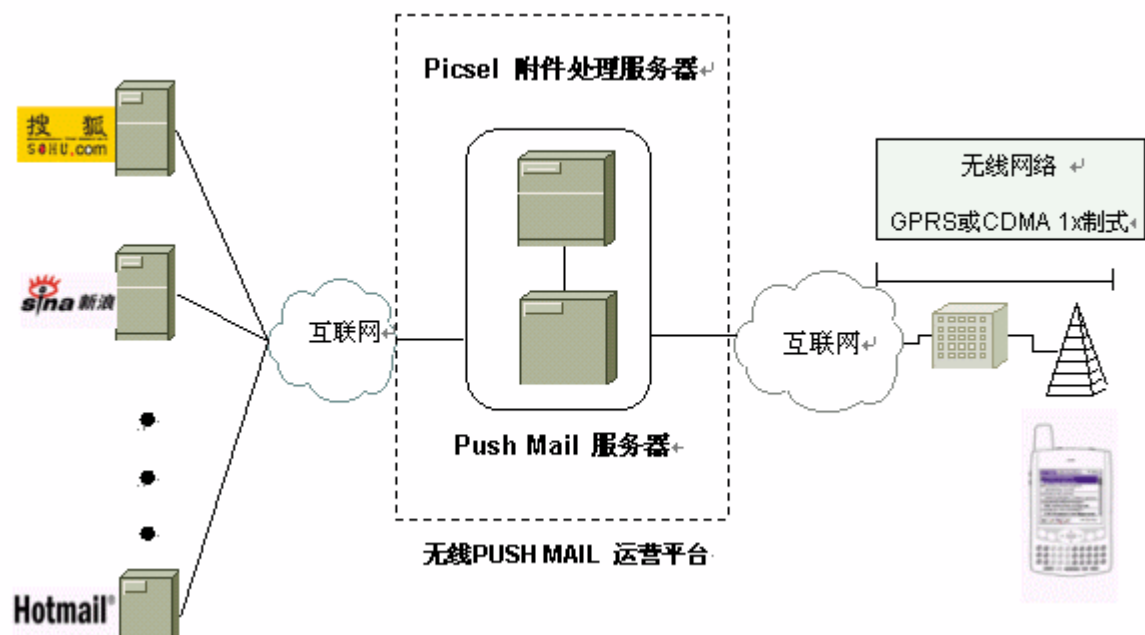 Picsel 附件处理服务器
搜 狐
SOHU.com
无线网络
GPRS或CDMA 1x制式
sina 新浪
互联网
互联网
Push Mail 服务器
无线PUSH MAIL 运营平台
Hotmail®